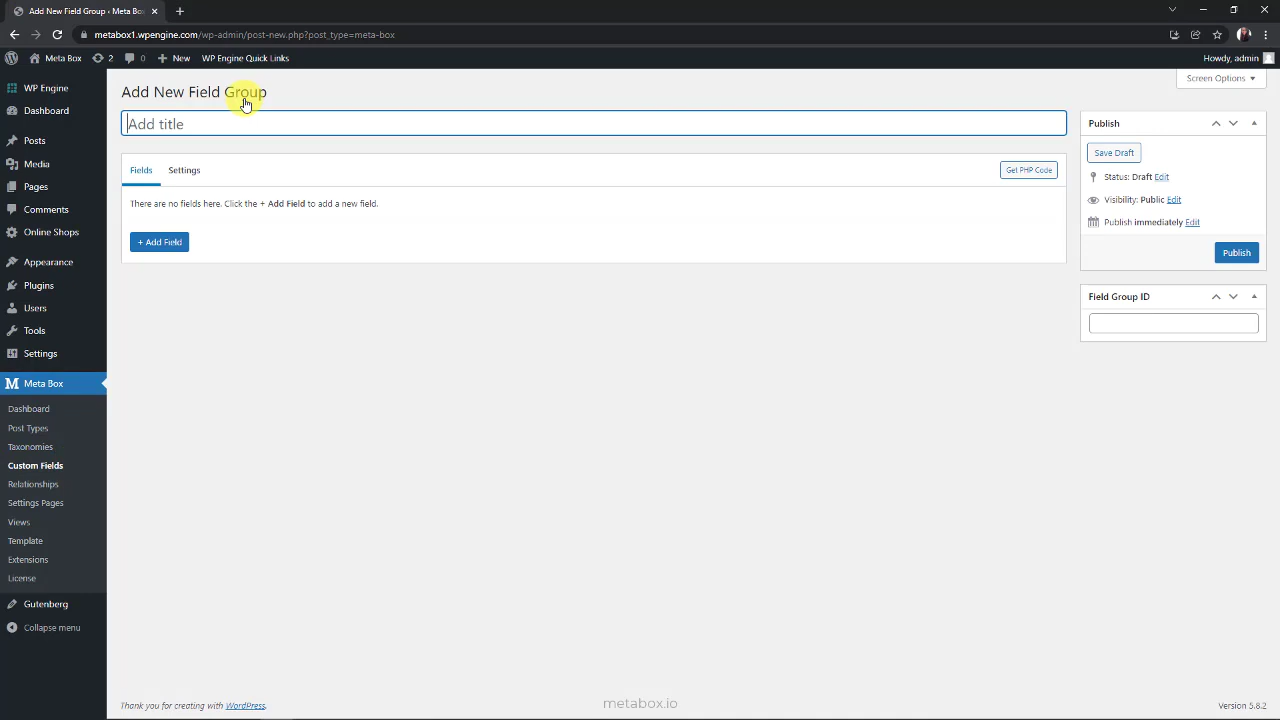 Add New Field Group ‹ Meta Box
metabox1.wpengine.com/wp-admin/post-new.php?post_type=meta-box
Meta Box
2
0
New
WP Engine Quick Links
Howdy, admin
WP Engine
Dashboard
Posts
Media
Pages
Comments
Online Shops
Appearance
Plugins
Users
Tools
Settings
Meta Box
Dashboard
Post Types
Taxonomies
Custom Fields
Relationships
Settings Pages
Views
Template
Extensions
License
Gutenberg
Collapse menu
Screen Options
Add New Field Group
Add title
Fields
Settings
Get PHP Code
There are no fields here. Click the + Add Field to add a new field.
+ Add Field
Publish
Save Draft
Status: Draft Edit
Visibility: Public Edit
Publish immediately Edit
Publish
Field Group ID
Thank you for creating with WordPress.
metabox.io
Version 5.8.2